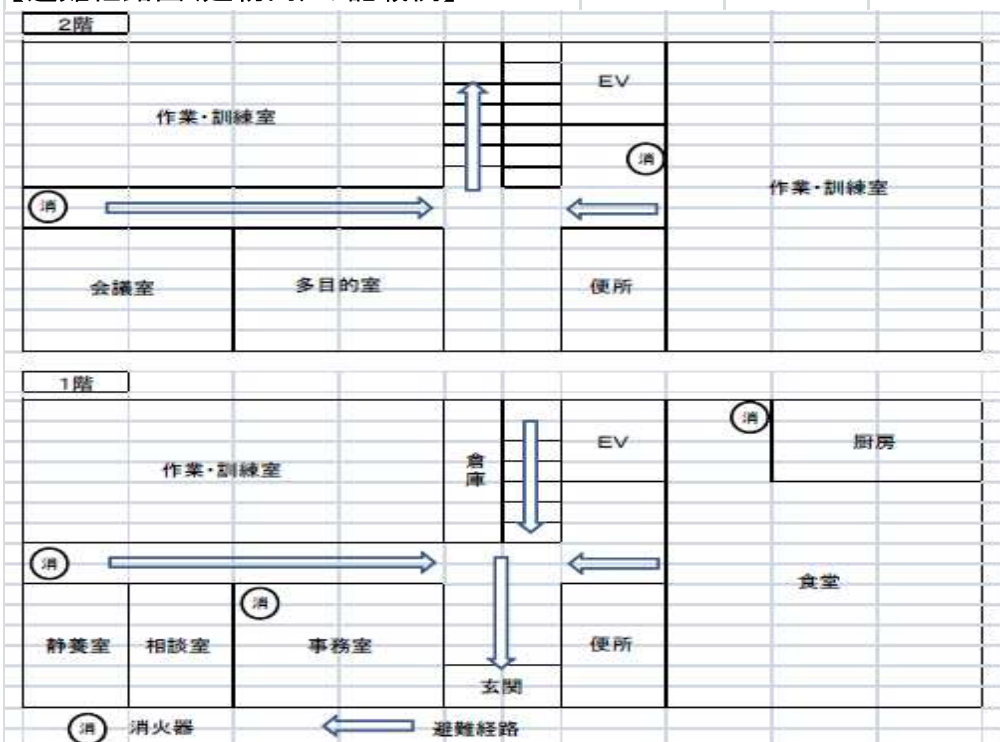 2階
EV
作業・訓練室
消
作業・訓練室
消
会議室
多目的室
便所
1階
消
EV
厨房
倉庫
作業・訓練室
消
食堂
消
静養室
相談室
事務室
便所
玄関
消 消火器
避難経路